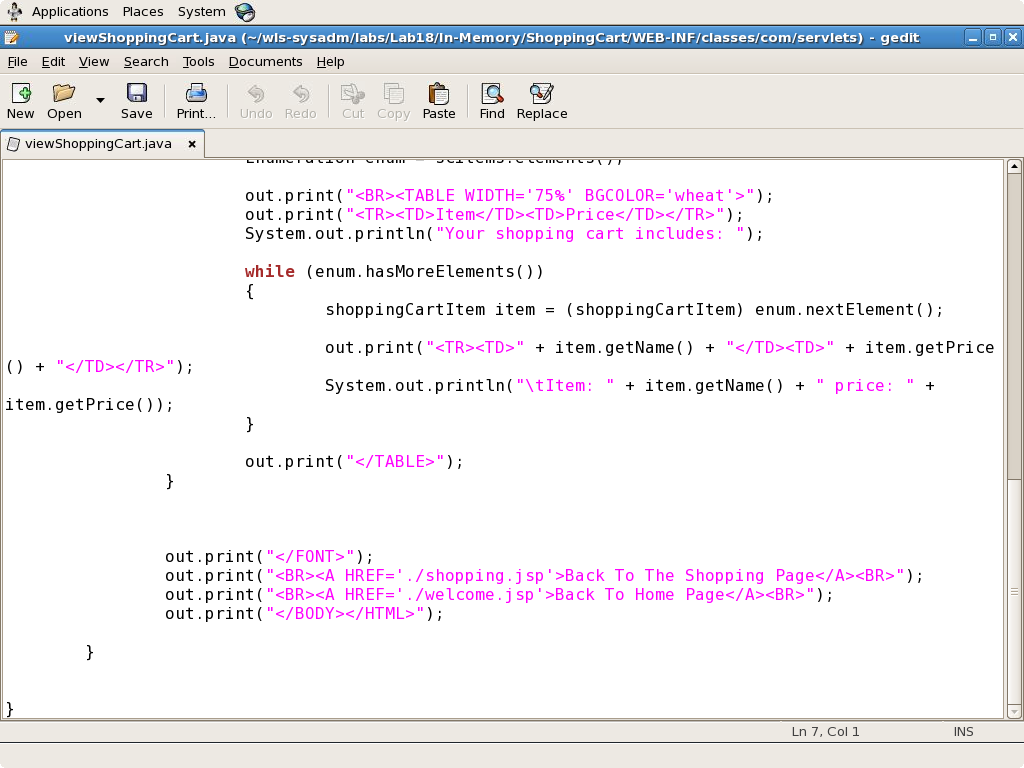 Applications Places System
viewShoppingCart.java (~/wls-sysadm/labs/Lab18/In-Memory/ShoppingCart/WEB-INF/classes/com/servlets) - gedit
File Edit View Search Tools Documents Help
New Open Save Print... Undo Redo Cut Copy Paste Find Replace
viewShoppingCart.java
Enumeration enum = scItems.elements();
out.print("<BR><TABLE WIDTH='75%' BGCOLOR='wheat'>");
out.print("<TR><TD>Item</TD><TD>Price</TD></TR>");
System.out.println("Your shopping cart includes: ");
while (enum.hasMoreElements())
{
shoppingCartItem item = (shoppingCartItem) enum.nextElement();
out.print("<TR><TD>" + item.getName() + "</TD><TD>" + item.getPrice
() + "</TD></TR>");
System.out.println("\tItem: " + item.getName() + " price: " +
item.getPrice());
}
out.print("</TABLE>");
}
out.print("</FONT>");
out.print("<BR><A HREF='./shopping.jsp'>Back To The Shopping Page</A><BR>");
out.print("<BR><A HREF='./welcome.jsp'>Back To Home Page</A><BR>");
out.print("</BODY></HTML>");
}
}
Ln 7, Col 1 INS